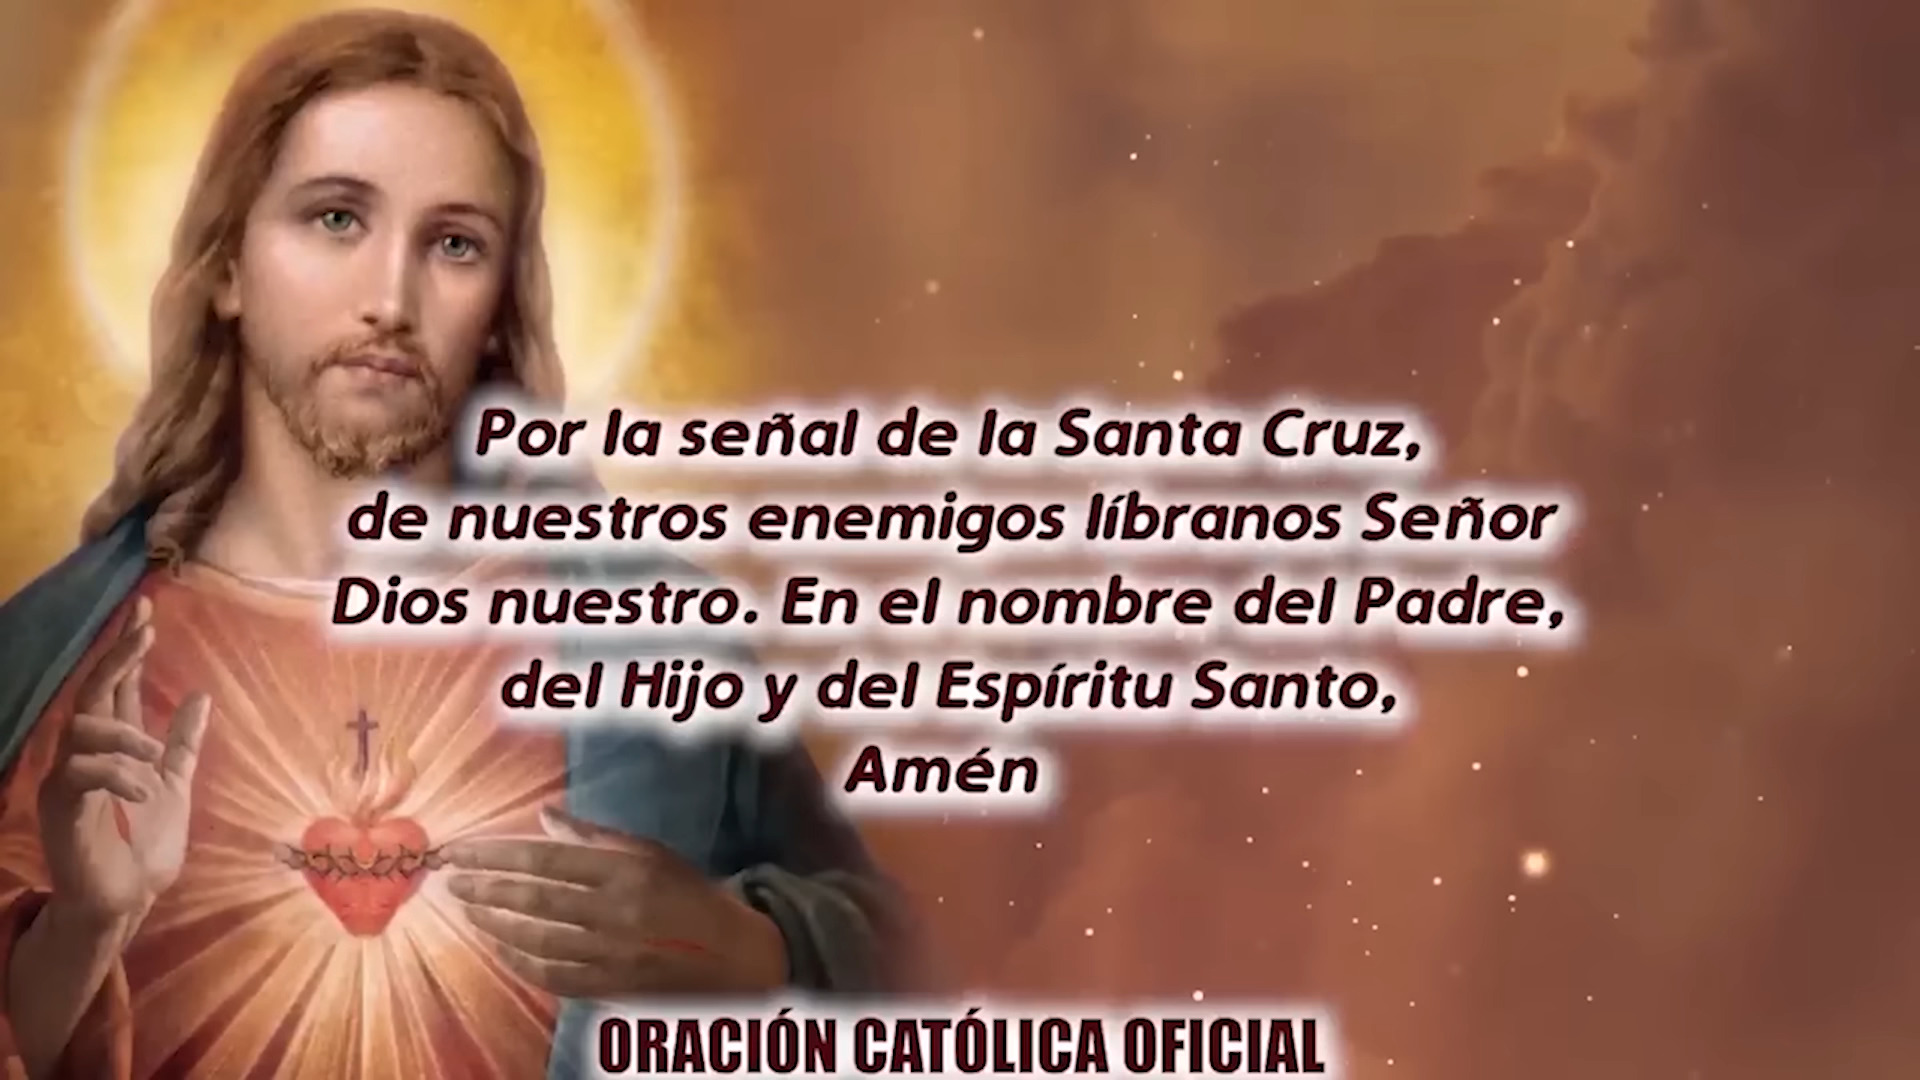 Por la señal de la Santa Cruz,
de nuestros enemigos líbranos Señor
Dios nuestro. En el nombre del Padre,
del Hijo y del Espíritu Santo,
Amén
ORACIÓN CATÓLICA OFICIAL